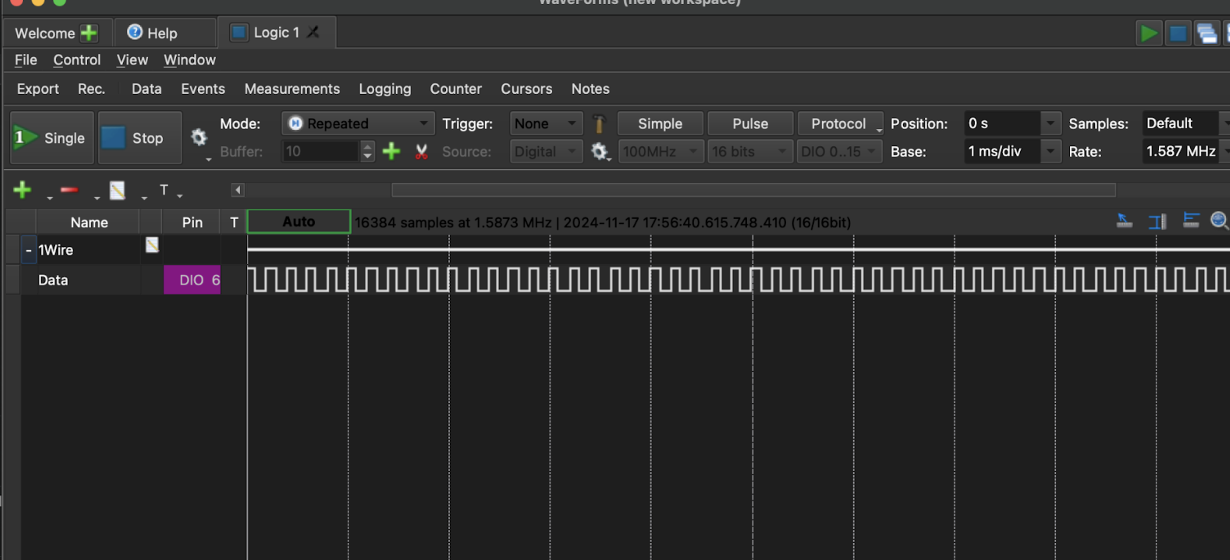 WaveForms (new workspace)
Welcome Help Logic 1
File Control View Window
Export Rec. Data Events Measurements Logging Counter Cursors Notes
1 Single Stop Mode: Repeated Trigger: None Simple Pulse Protocol Position: 0 s Samples: Default
Buffer: 10 Source: Digital 100MHz 16 bits DIO 0..15 Base: 1 ms/div Rate: 1.587 MHz
T
Name Pin T Auto 16384 samples at 1.5873 MHz | 2024-11-17 17:56:40.615.748.410 (16/16bit)
- 1Wire
Data DIO 6